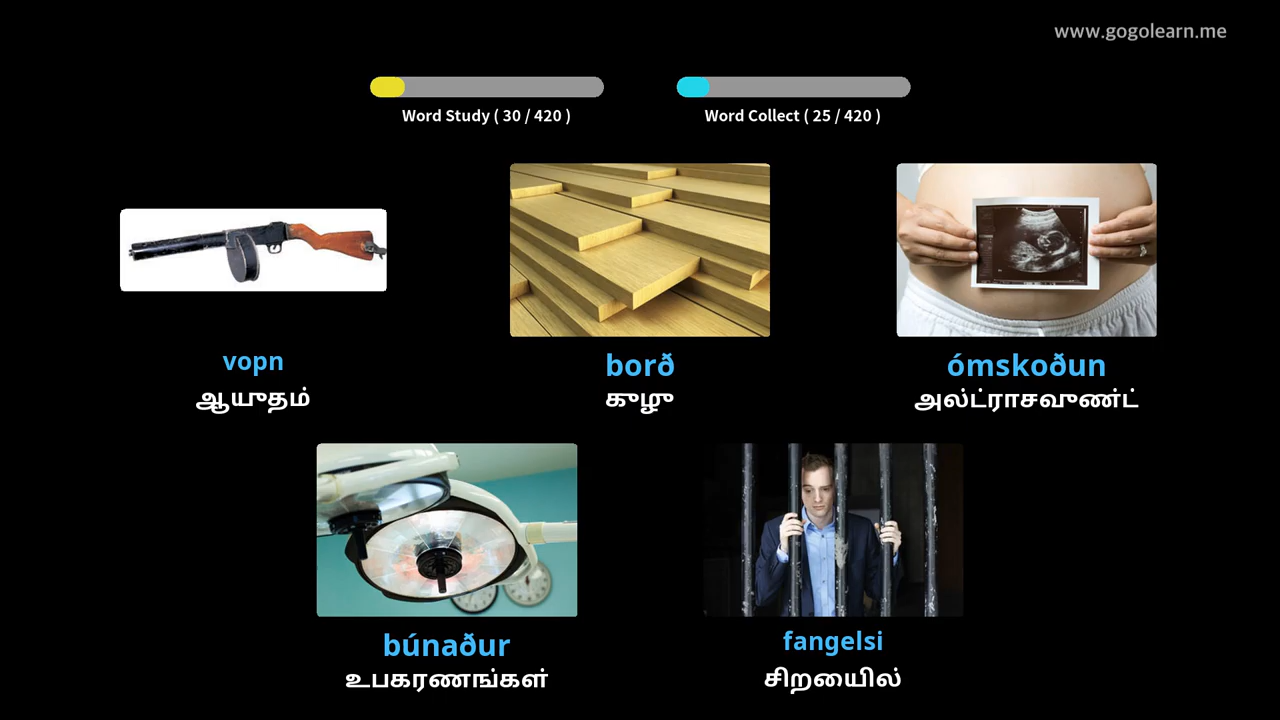 www.gogolearn.me
Word Study ( 30 / 420 )
Word Collect ( 25 / 420 )
vopn
ஆயுதம்
borð
குழு
ómskoðun
அல்ட்ராசவுண்ட்
búnaður
உபகரணங்கள்
fangelsi
சிறையில்